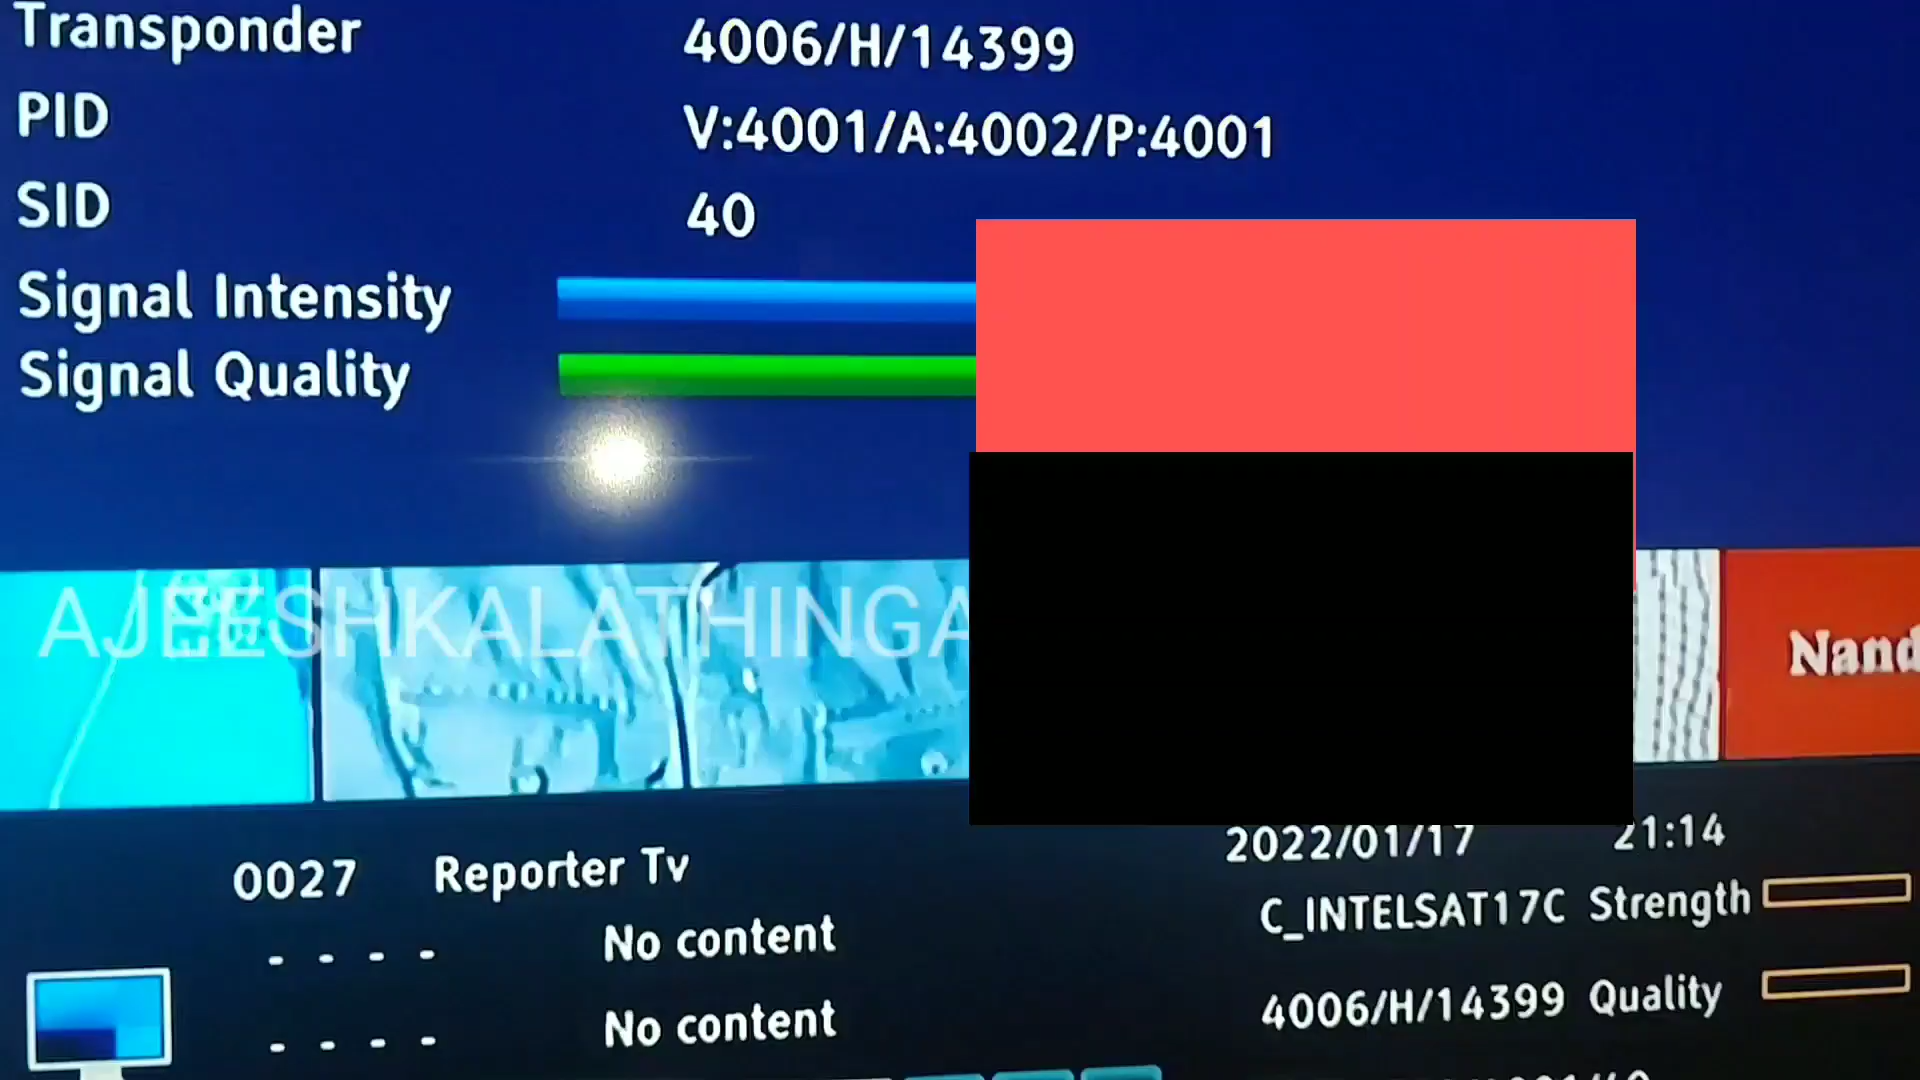 Transponder 4006/H/14399
PID V:4001/A:4002/P:4001
SID 40
Signal Intensity
Signal Quality
AJEESHKALATHINGA
Nand
0027 Reporter Tv 2022/01/17 21:14
- - - - No content C_INTELSAT17C Strength
- - - - No content 4006/H/14399 Quality